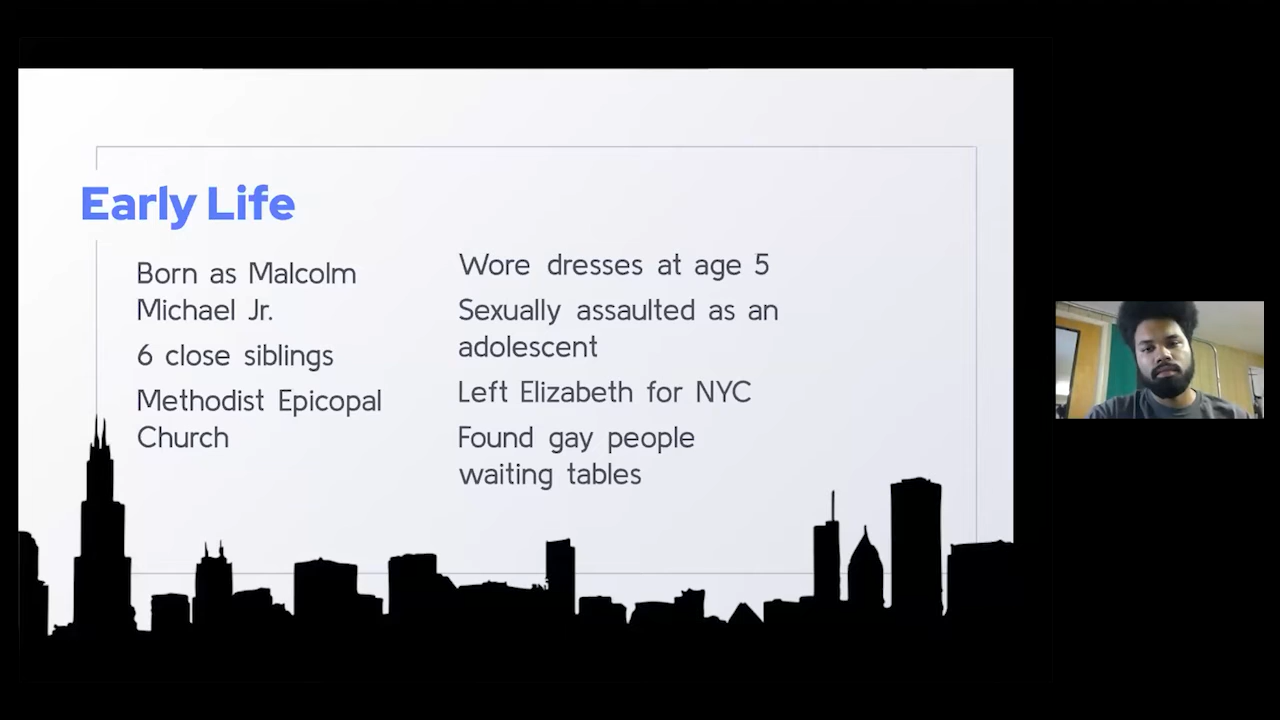 Early Life
Born as Malcolm
Michael Jr.
6 close siblings
Methodist Epicopal
Church
Wore dresses at age 5
Sexually assaulted as an
adolescent
Left Elizabeth for NYC
Found gay people
waiting tables